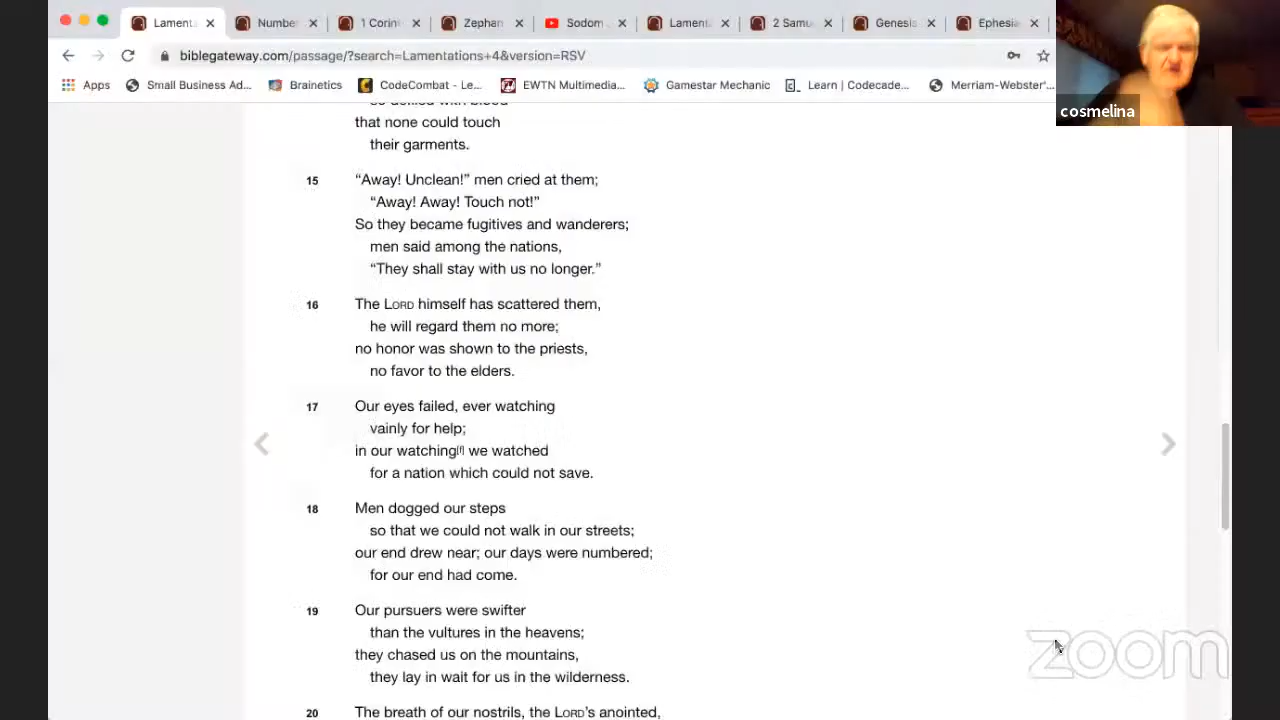 Lamenta
Number
1 Corin
Zephan
Sodom
Lament
2 Samu
Genesis
Ephesia
biblegateway.com/passage/?search=Lamentations+4&version=RSV
Apps
Small Business Ad...
Brainetics
CodeCombat - Le...
EWTN Multimedia...
Gamestar Mechanic
Learn | Codecade...
Merriam-Webster'...
cosmelina
so defiled with blood
that none could touch
their garments.
15 “Away! Unclean!” men cried at them;
“Away! Away! Touch not!”
So they became fugitives and wanderers;
men said among the nations,
“They shall stay with us no longer.”
16 The LORD himself has scattered them,
he will regard them no more;
no honor was shown to the priests,
no favor to the elders.
17 Our eyes failed, ever watching
vainly for help;
in our watching[f] we watched
for a nation which could not save.
18 Men dogged our steps
so that we could not walk in our streets;
our end drew near; our days were numbered;
for our end had come.
19 Our pursuers were swifter
than the vultures in the heavens;
they chased us on the mountains,
they lay in wait for us in the wilderness.
20 The breath of our nostrils, the LORD’s anointed,
zoom